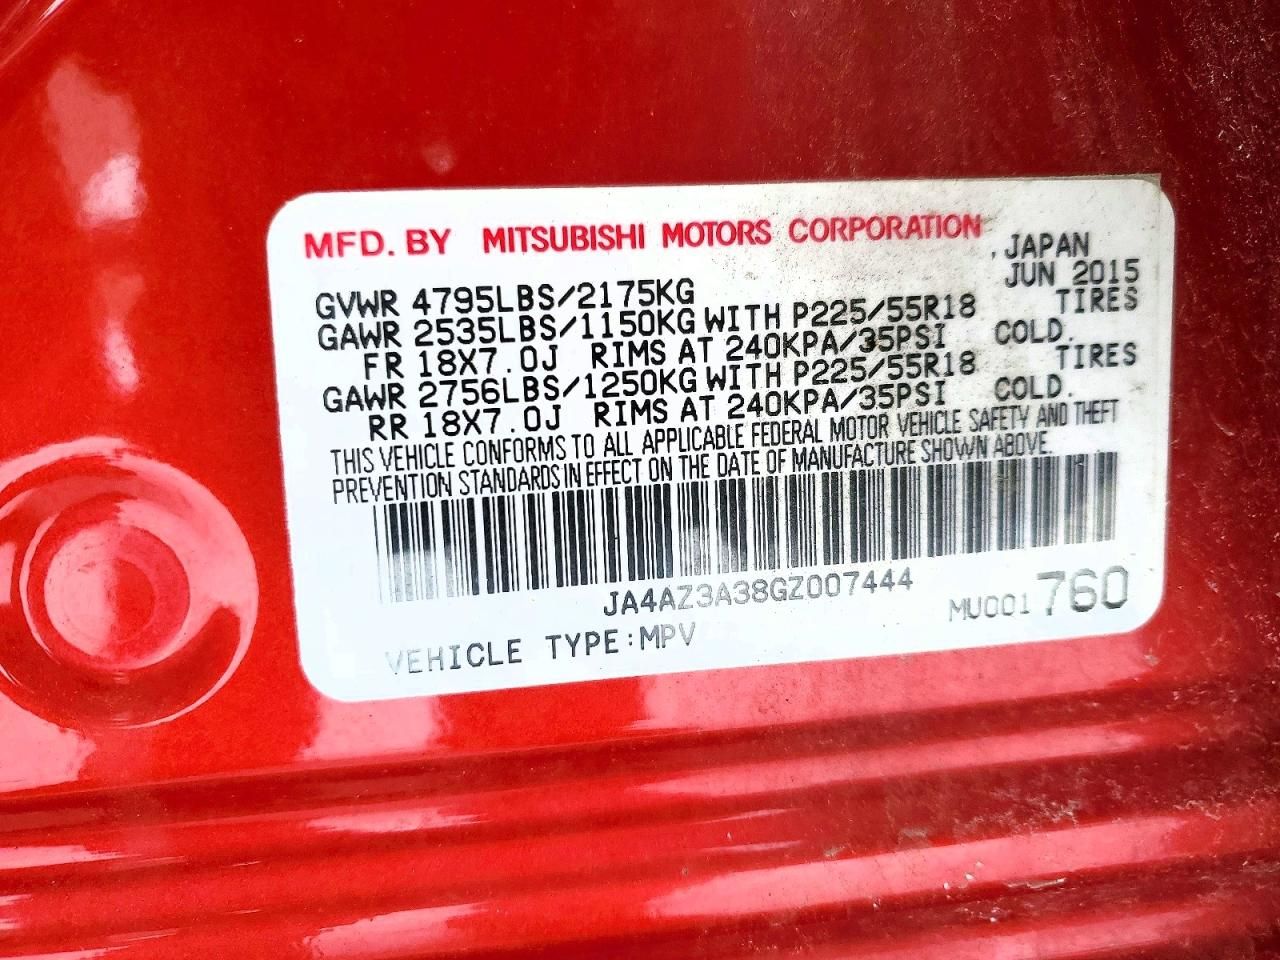 MFD. BY MITSUBISHI MOTORS CORPORATION, JAPAN
JUN 2015
GVWR 4795LBS/2175KG
GAWR 2535LBS/1150KG WITH P225/55R18 TIRES
FR 18X7.0J RIMS AT 240KPA/35PSI COLD.
GAWR 2756LBS/1250KG WITH P225/55R18 TIRES
RR 18X7.0J RIMS AT 240KPA/35PSI COLD.
THIS VEHICLE CONFORMS TO ALL APPLICABLE FEDERAL MOTOR VEHICLE SAFETY AND THEFT
PREVENTION STANDARDS IN EFFECT ON THE DATE OF MANUFACTURE SHOWN ABOVE.
JA4AZ3A38GZ007444
MU001760
VEHICLE TYPE:MPV